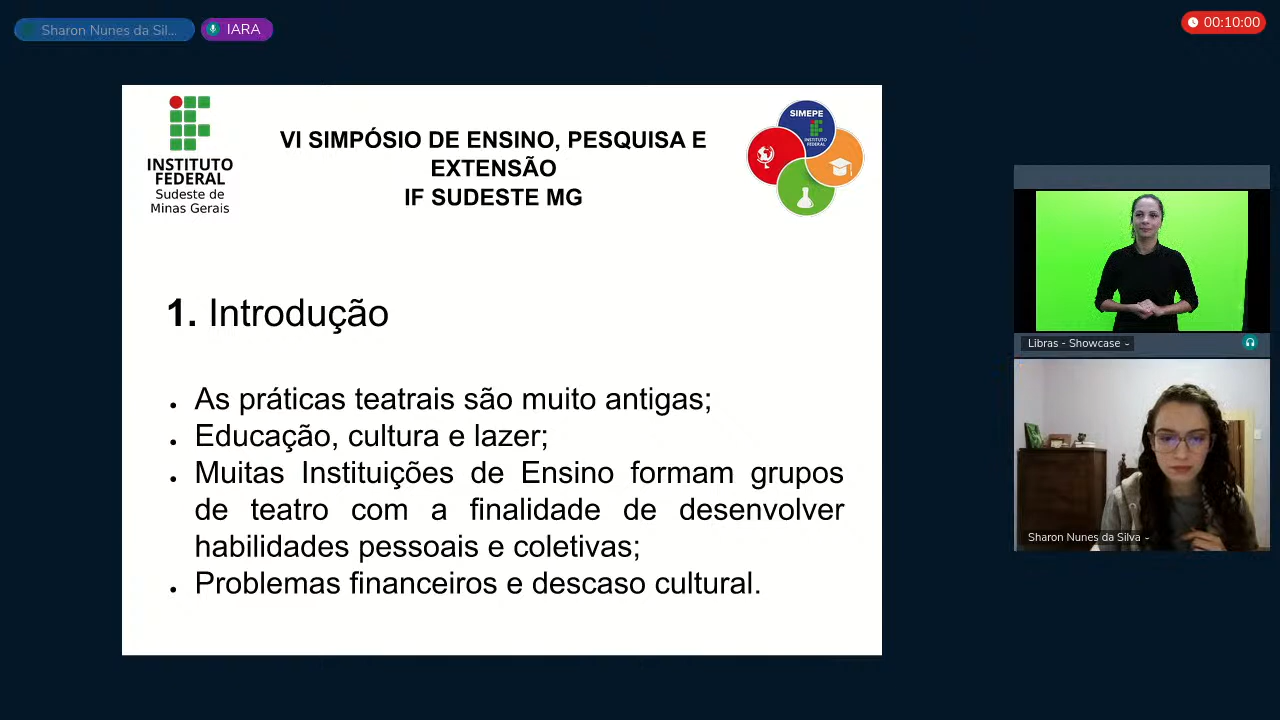 Sharon Nunes da Sil...
IARA
00:10:00
INSTITUTO
FEDERAL
Sudeste de
Minas Gerais
VI SIMPÓSIO DE ENSINO, PESQUISA E
EXTENSÃO
IF SUDESTE MG
SIMEPE
INSTITUTO
FEDERAL
1. Introdução
• As práticas teatrais são muito antigas;
• Educação, cultura e lazer;
• Muitas Instituições de Ensino formam grupos
de teatro com a finalidade de desenvolver
habilidades pessoais e coletivas;
• Problemas financeiros e descaso cultural.
Libras - Showcase
Sharon Nunes da Silva